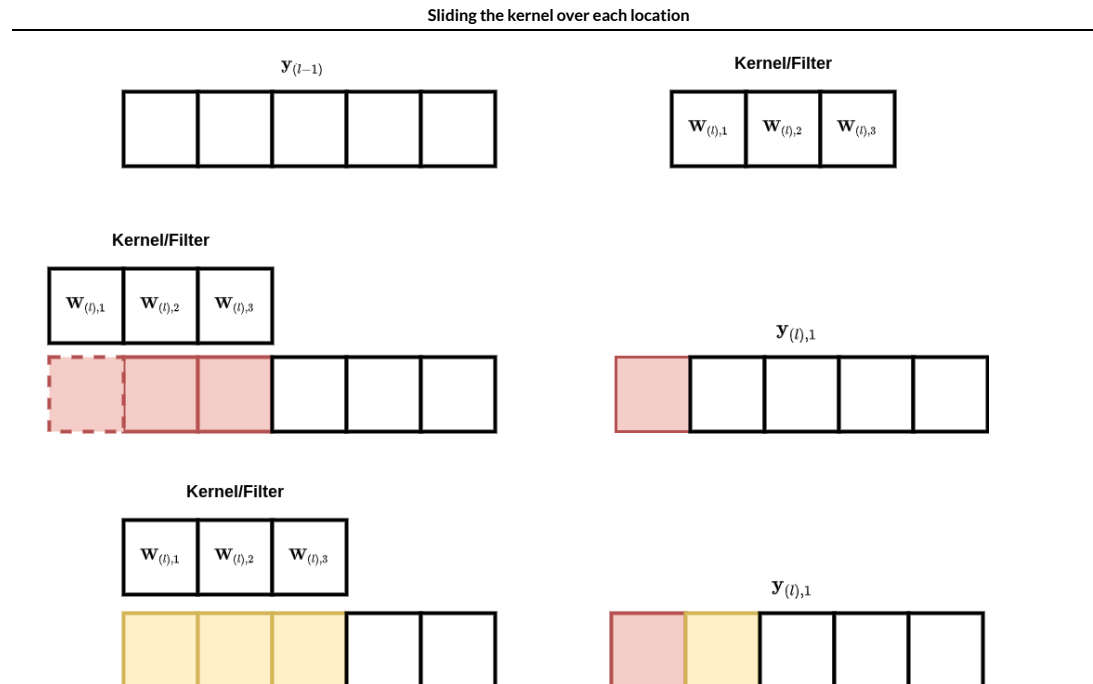 Sliding the kernel over each location
y(l−1)
Kernel/Filter
w(l),1 w(l),2 w(l),3
Kernel/Filter
w(l),1 w(l),2 w(l),3
y(l),1
Kernel/Filter
w(l),1 w(l),2 w(l),3
y(l),1